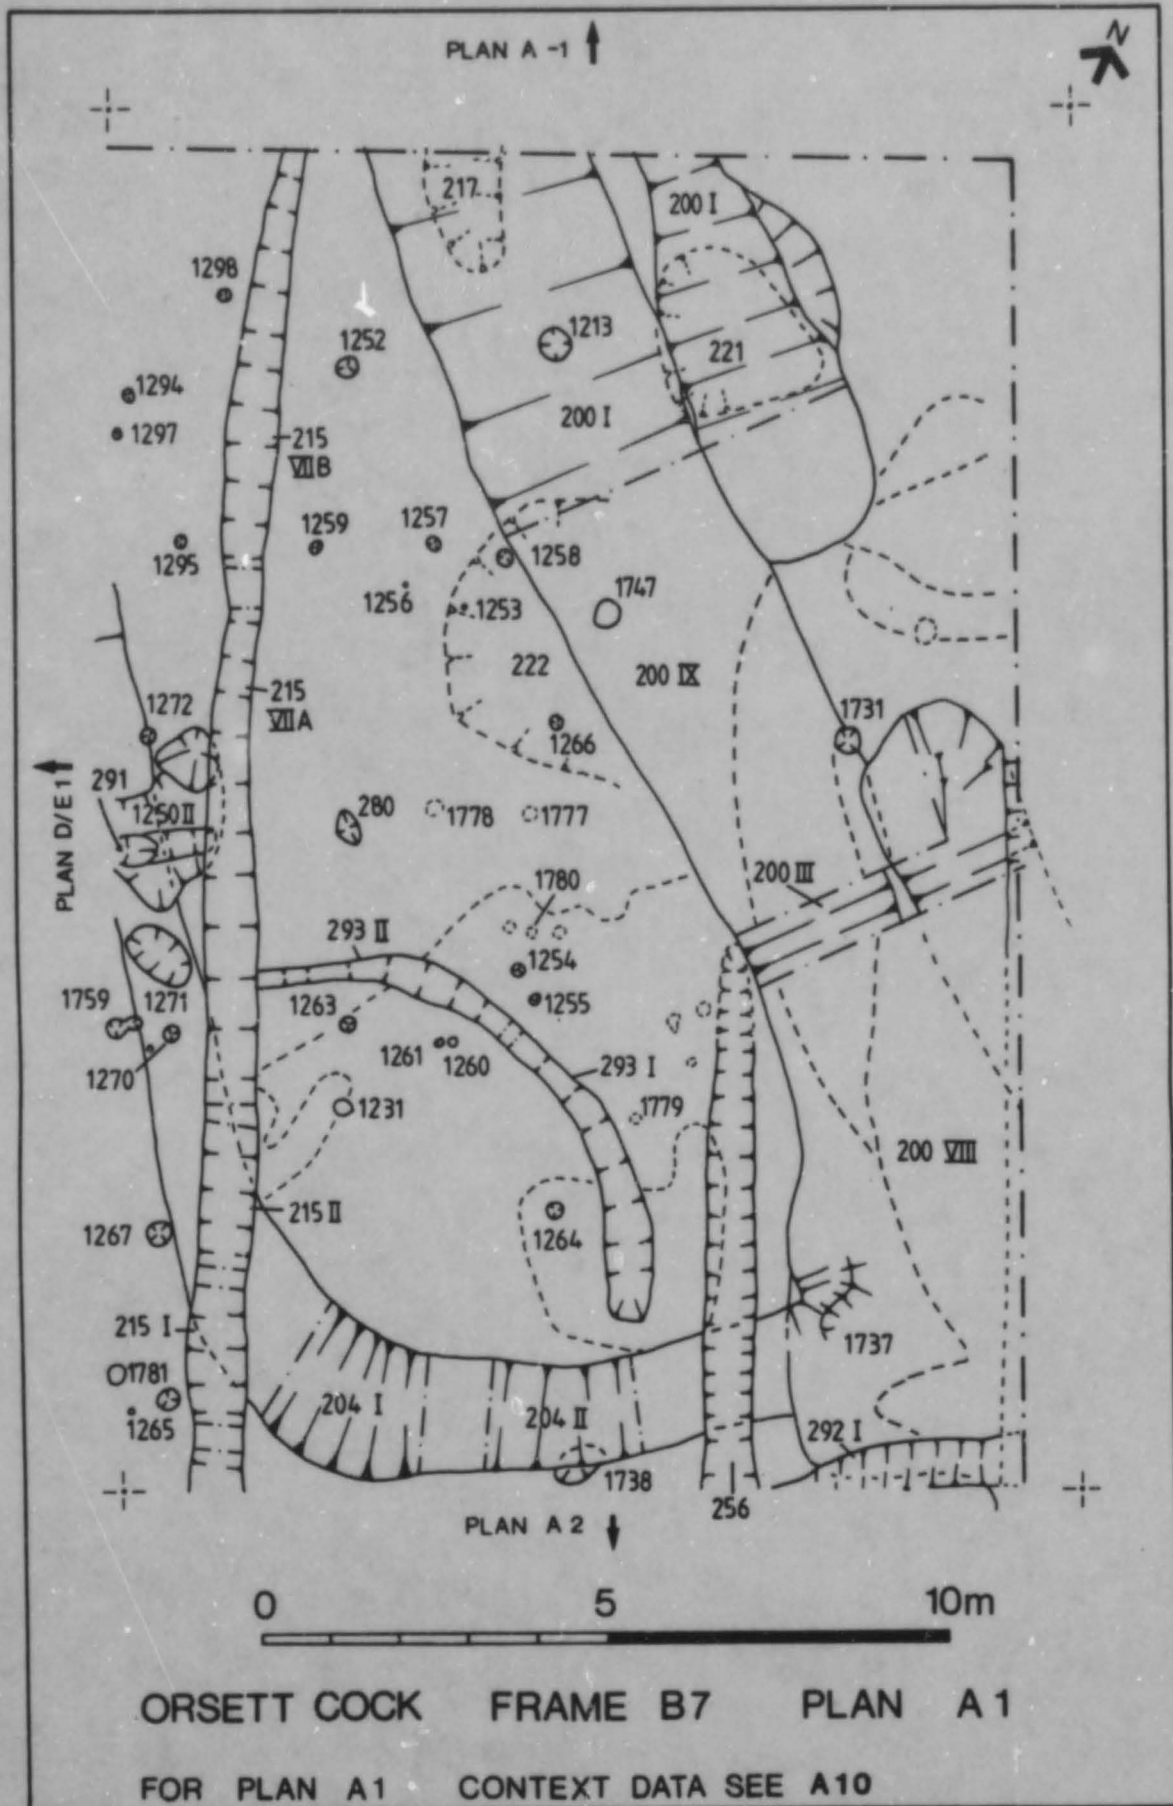 PLAN A -1
N
217
200 I
1298
1252
1213
221
1294
200 I
1297
215
VIIB
1259
1257
1295
1258
1256
1253
1747
222
200 IX
215
VIIA
1272
1731
1266
PLAN D/E1
291
1250 II
280
1778
1777
200 III
1780
293 II
1254
1759
1271
1263
1255
1261
1260
293 I
1270
1231
1779
200 VIII
215 II
1267
1264
215 I
1737
1781
204 I
204 II
1265
292 I
1738
256
PLAN A 2
0 5 10m
ORSETT COCK FRAME B7 PLAN A 1
FOR PLAN A1 CONTEXT DATA SEE A10